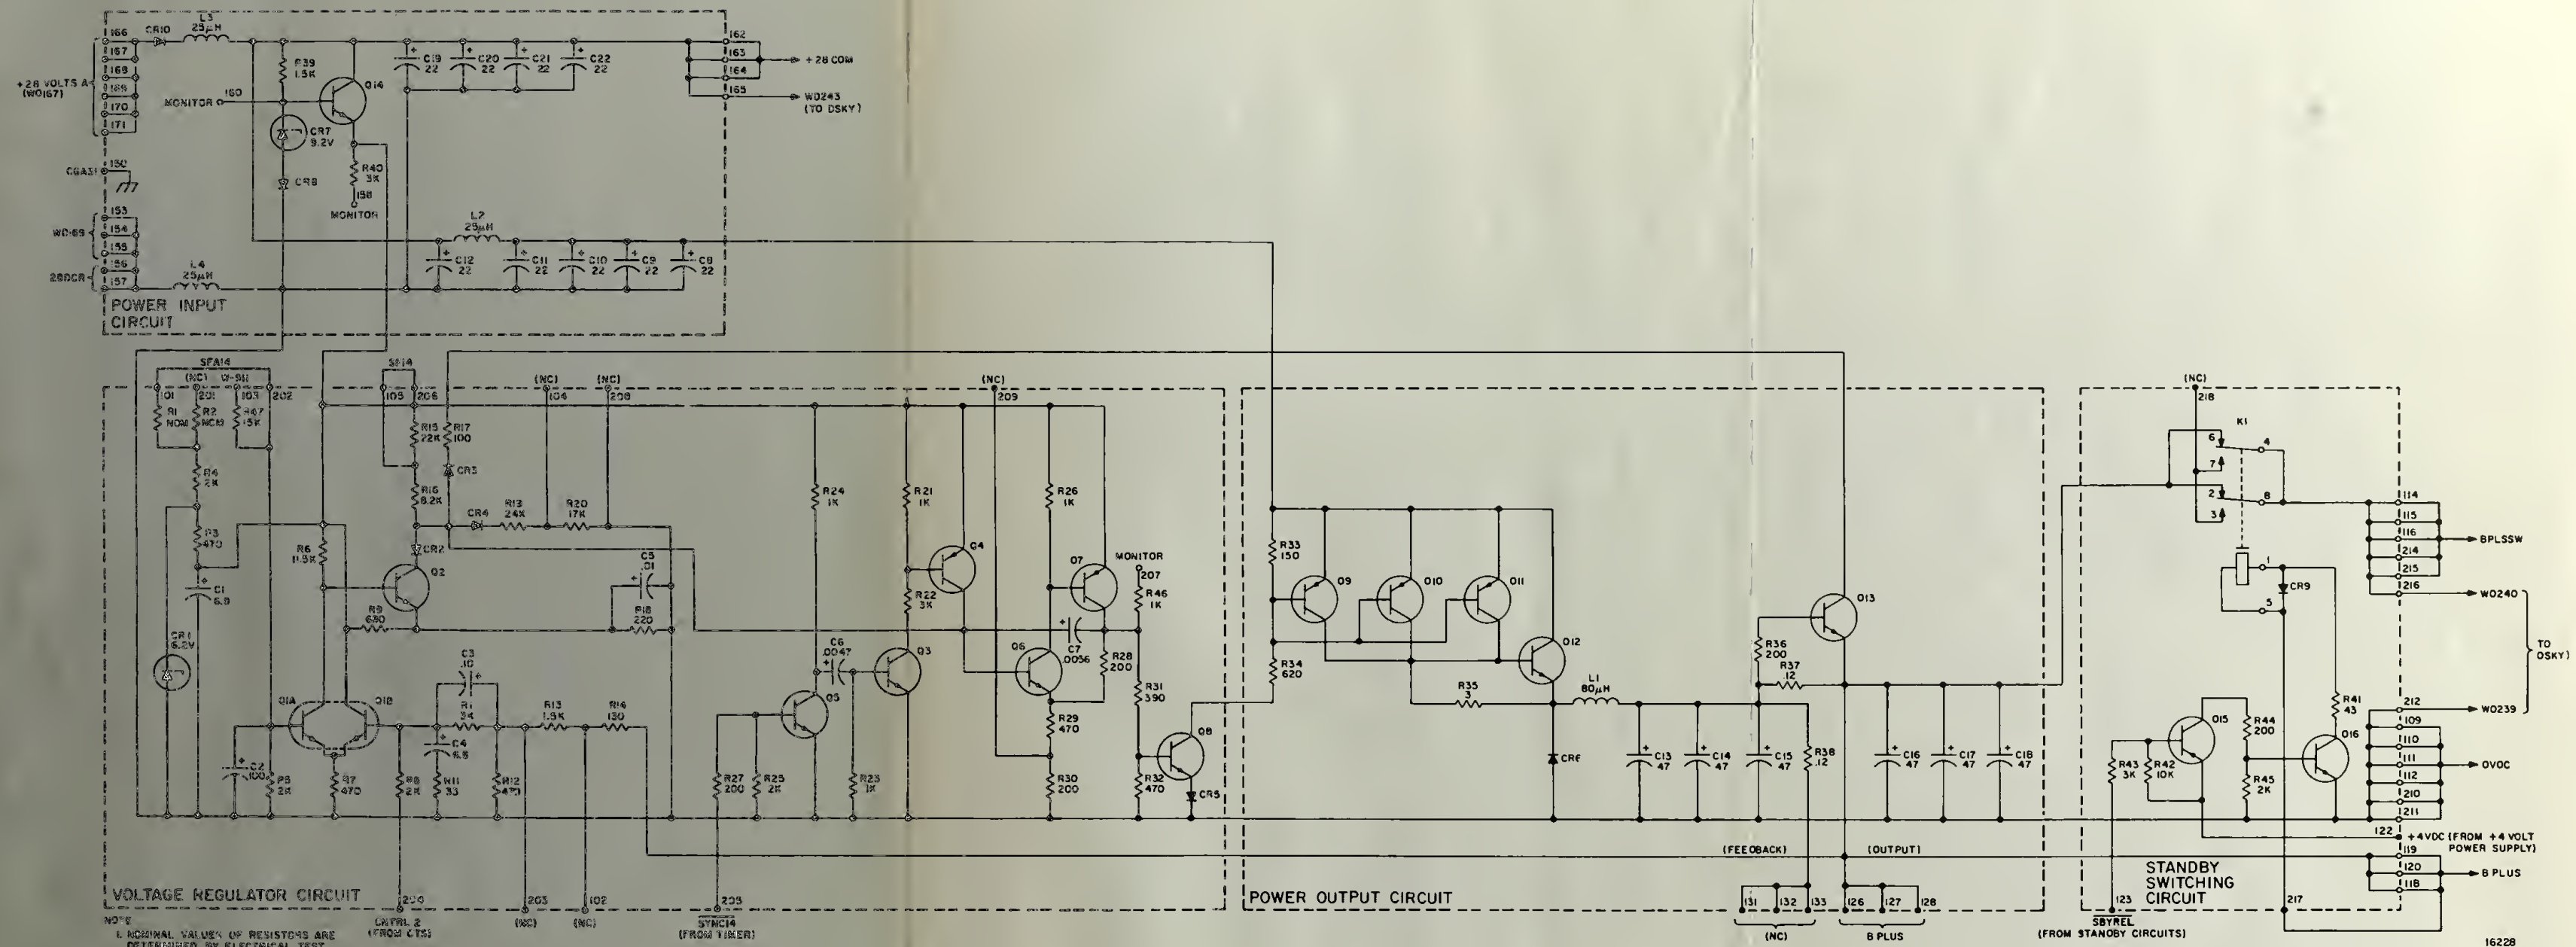 L3
25µH
CR10
166
167
168
169
170
171
+28 VOLTS A
(WO167)
MONITOR
160
R39
1.5K
Q14
CR7
9.2V
CR8
R40
3K
158
MONITOR
C19
22
C20
22
C21
22
C22
22
162
163
164
165
+28 COM
WD243
(TO DSKY)
CGA31
150
153
154
155
156
157
28DCR
L4
25µH
L2
25µH
C12
22
C11
22
C10
22
C9
22
C8
22
POWER INPUT
CIRCUIT
SFA14
(NC)
101
201
103
202
R1
NOM
R2
NOM
15K
105
206
R15
22K
R17
100
(NC)
104
(NC)
208
(NC)
209
R4
2K
R3
470
C1
6.8
CR1
6.2V
R6
CR3
R16
8.2K
CR4
R13
24K
R20
17K
CR2
Q2
R9
630
C5
.01
R18
220
R24
1K
R21
1K
R26
1K
Q4
R22
3K
Q7
MONITOR
207
R46
1K
C7
.0056
R28
200
C6
.0047
Q3
Q5
Q6
R29
470
R30
200
R31
390
R32
470
Q8
CR5
Q1A
Q1B
C3
.10
R1
C4
6.8
R11
33
R12
470
R13
1.5K
R14
130
C2
100
R5
2K
R7
470
R8
2K
R27
200
R25
2K
R23
1K
VOLTAGE REGULATOR CIRCUIT
204
CNTRL 2
(FROM CTS)
203
(NC)
102
(NC)
205
SYNC14
(FROM TIMER)
NOTE
1. NOMINAL VALUES OF RESISTORS ARE
DETERMINED BY ELECTRICAL TEST
R33
150
Q9
Q10
Q11
Q12
R34
620
R35
3
L1
80µH
CR6
C13
47
C14
47
C15
47
R36
200
R37
.12
R38
.12
Q13
C16
47
C17
47
C18
47
(FEEDBACK)
(OUTPUT)
POWER OUTPUT CIRCUIT
131
132
133
126
127
128
(NC)
B PLUS
(NC)
218
K1
6
4
7
2
8
3
1
5
CR9
114
115
116
214
215
216
BPLSSW
WO240
TO
DSKY)
WO239
212
109
110
111
112
210
211
OVDC
R41
43
Q15
R44
200
Q16
R43
3K
R42
10K
R45
2K
122
+4VDC (FROM +4 VOLT
POWER SUPPLY)
119
120
118
B PLUS
STANDBY
SWITCHING
CIRCUIT
123
SBYREL
(FROM STANDBY CIRCUITS)
217
16228